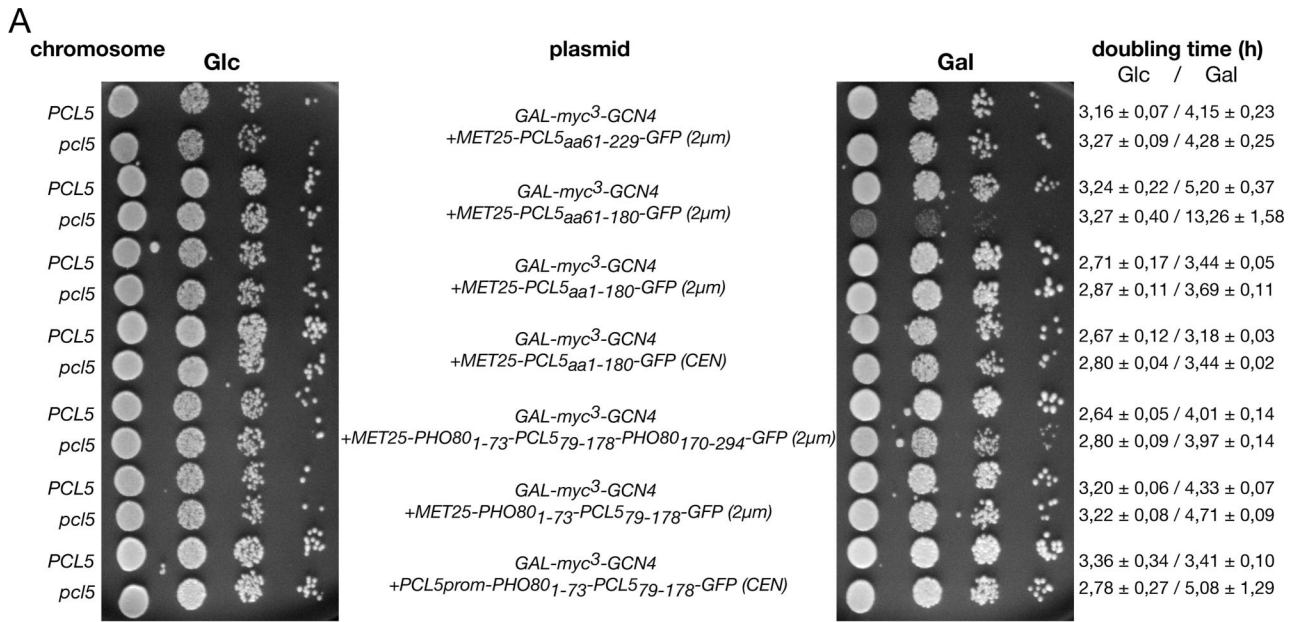 A
chromosome Glc plasmid Gal doubling time (h)
Glc / Gal
PCL5 GAL-myc³-GCN4 3,16 ± 0,07 / 4,15 ± 0,23
pcl5 +MET25-PCL5aa61-229-GFP (2µm) 3,27 ± 0,09 / 4,28 ± 0,25
PCL5 GAL-myc³-GCN4 3,24 ± 0,22 / 5,20 ± 0,37
pcl5 +MET25-PCL5aa61-180-GFP (2µm) 3,27 ± 0,40 / 13,26 ± 1,58
PCL5 GAL-myc³-GCN4 2,71 ± 0,17 / 3,44 ± 0,05
pcl5 +MET25-PCL5aa1-180-GFP (2µm) 2,87 ± 0,11 / 3,69 ± 0,11
PCL5 GAL-myc³-GCN4 2,67 ± 0,12 / 3,18 ± 0,03
pcl5 +MET25-PCL5aa1-180-GFP (CEN) 2,80 ± 0,04 / 3,44 ± 0,02
PCL5 GAL-myc³-GCN4 2,64 ± 0,05 / 4,01 ± 0,14
pcl5 +MET25-PHO801-73-PCL579-178-PHO80170-294-GFP (2µm) 2,80 ± 0,09 / 3,97 ± 0,14
PCL5 GAL-myc³-GCN4 3,20 ± 0,06 / 4,33 ± 0,07
pcl5 +MET25-PHO801-73-PCL579-178-GFP (2µm) 3,22 ± 0,08 / 4,71 ± 0,09
PCL5 GAL-myc³-GCN4 3,36 ± 0,34 / 3,41 ± 0,10
pcl5 +PCL5prom-PHO801-73-PCL579-178-GFP (CEN) 2,78 ± 0,27 / 5,08 ± 1,29